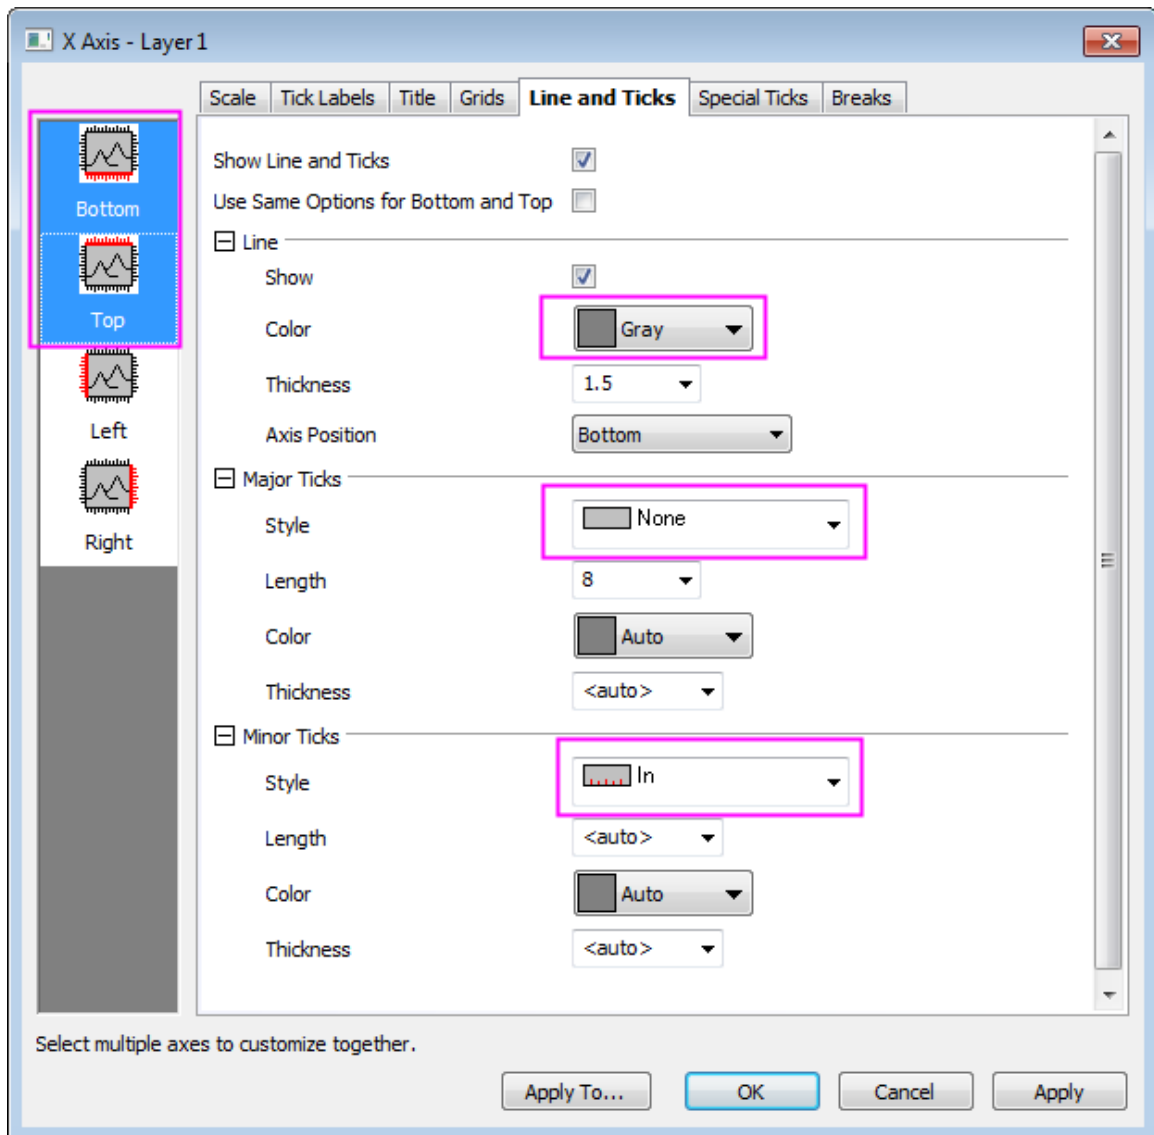 X Axis - Layer 1
Scale Tick Labels Title Grids Line and Ticks Special Ticks Breaks
Bottom
Top
Left
Right
Show Line and Ticks
Use Same Options for Bottom and Top
Line
Show
Color Gray
Thickness 1.5
Axis Position Bottom
Major Ticks
Style None
Length 8
Color Auto
Thickness <auto>
Minor Ticks
Style In
Length <auto>
Color Auto
Thickness <auto>
Select multiple axes to customize together.
Apply To... OK Cancel Apply